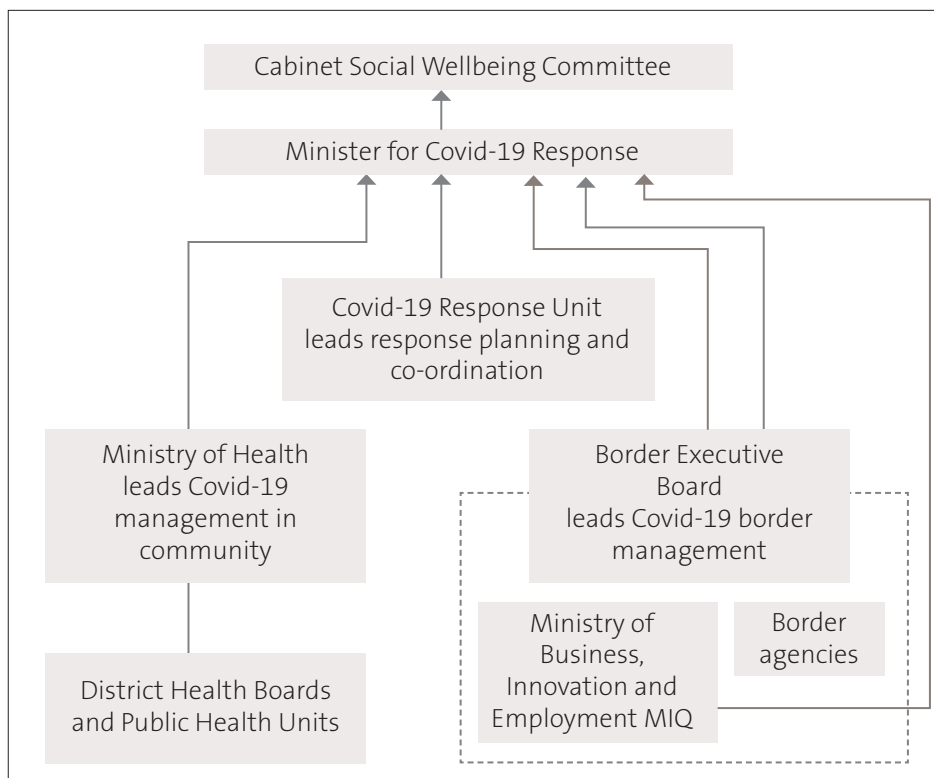 Cabinet Social Wellbeing Committee
Minister for Covid-19 Response
Covid-19 Response Unit
leads response planning and
co-ordination
Ministry of Health
leads Covid-19
management in
community
Border Executive
Board
leads Covid-19 border
management
District Health Boards
and Public Health Units
Ministry of
Business,
Innovation and
Employment MIQ
Border
agencies